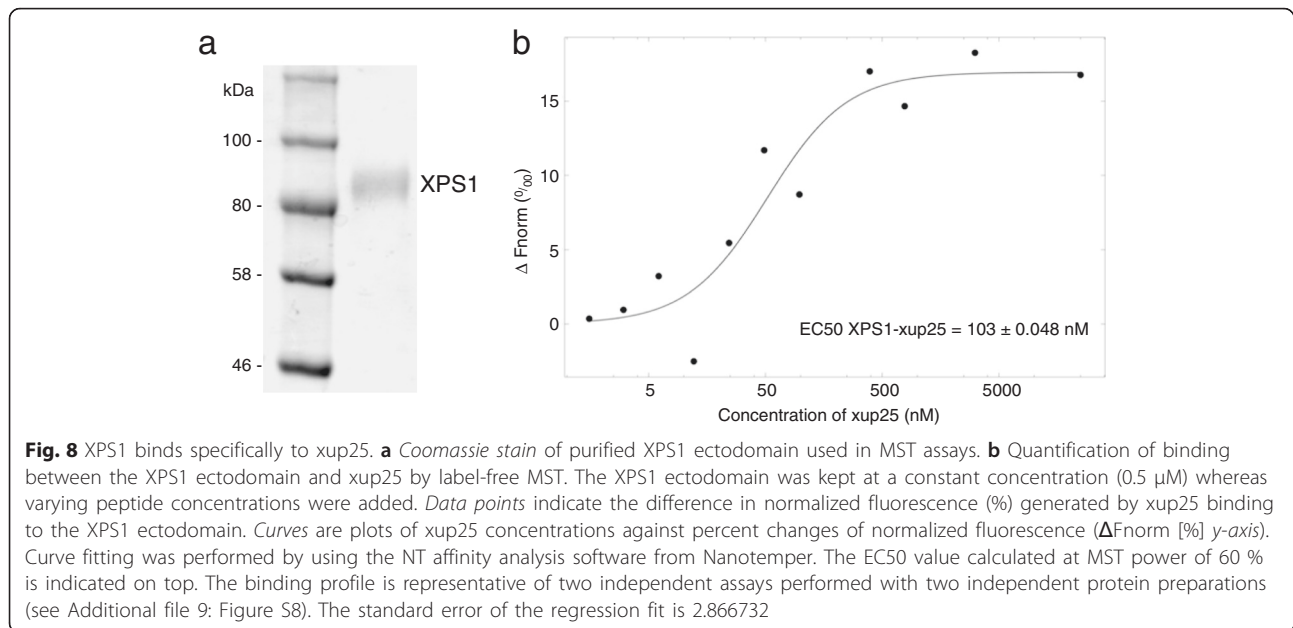 a
kDa
100 -
80 -
58 -
46 -
XPS1
b
Δ Fnorm (⁰/₀₀)
15
10
5
0
EC50 XPS1-xup25 = 103 ± 0.048 nM
5
50
500
5000
Concentration of xup25 (nM)
Fig. 8 XPS1 binds specifically to xup25. a Coomassie stain of purified XPS1 ectodomain used in MST assays. b Quantification of binding
between the XPS1 ectodomain and xup25 by label-free MST. The XPS1 ectodomain was kept at a constant concentration (0.5 μM) whereas
varying peptide concentrations were added. Data points indicate the difference in normalized fluorescence (%) generated by xup25 binding
to the XPS1 ectodomain. Curves are plots of xup25 concentrations against percent changes of normalized fluorescence (ΔFnorm [%] y-axis).
Curve fitting was performed by using the NT affinity analysis software from Nanotemper. The EC50 value calculated at MST power of 60 %
is indicated on top. The binding profile is representative of two independent assays performed with two independent protein preparations
(see Additional file 9: Figure S8). The standard error of the regression fit is 2.866732